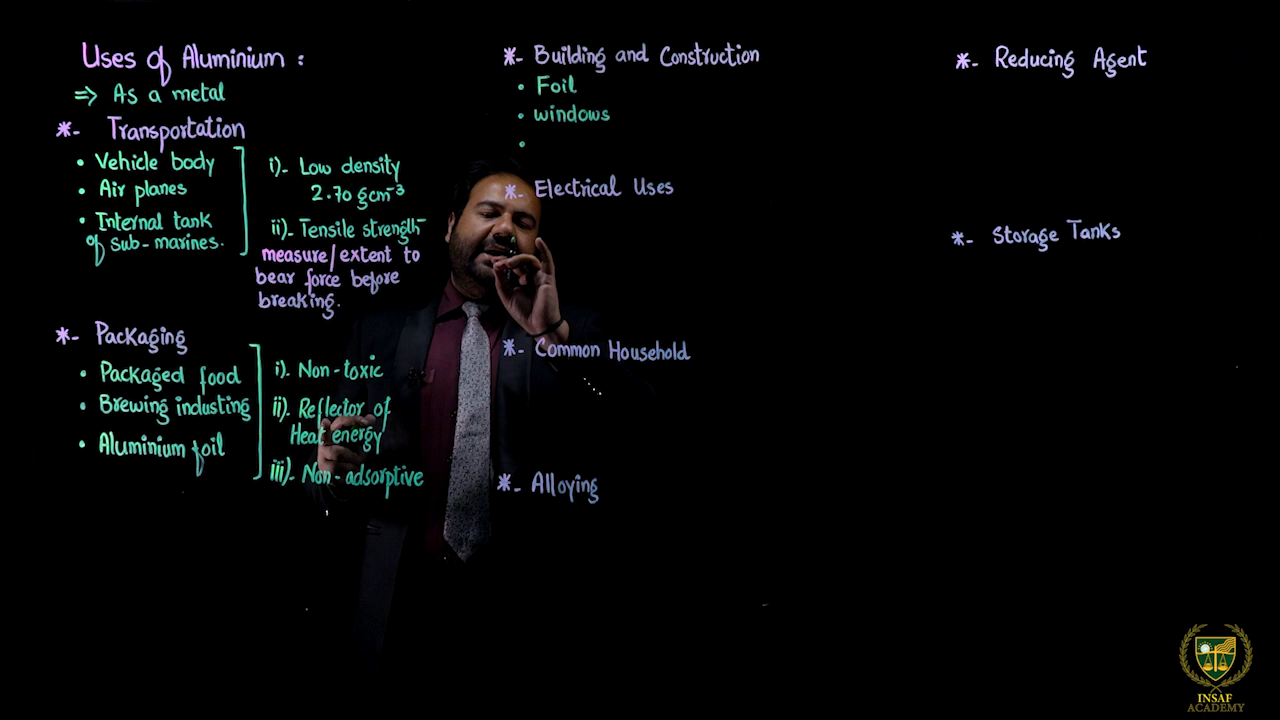 Uses of Aluminium :
⇒ As a metal
*- Transportation
• Vehicle body
• Air planes
• Internal tank
of sub-marines.
i)- Low density
2.70 gcm⁻³
ii)- Tensile strength
measure/extent to
bear force before
breaking.
*- Packaging
• Packaged food
• Brewing industing
• Aluminium foil
i). Non-toxic
ii)- Reflector of
Heat energy
iii)- Non-adsorptive
*- Building and Construction
• Foil
• windows
•
*- Electrical Uses
*- Common Household
*- Alloying
*- Reducing Agent
*- Storage Tanks
INSAF
ACADEMY